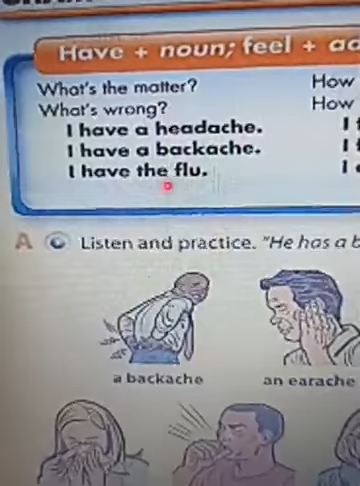 Have + noun; feel +
What's the matter?
How
What's wrong?
How
I have a headache.
I
I have a backache.
I
I have the flu.
I
A Listen and practice. "He has a
a backache
an earache